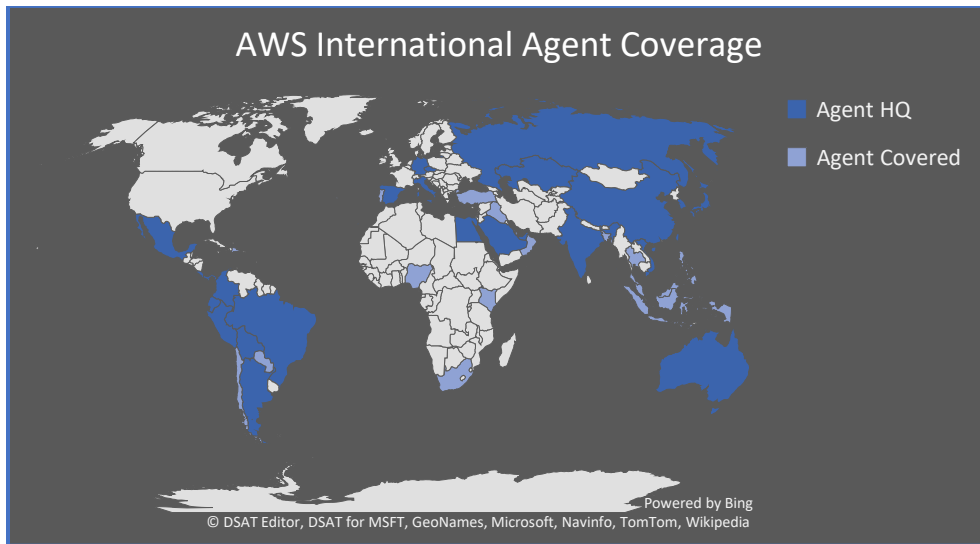 AWS International Agent Coverage
Agent HQ
Agent Covered
Powered by Bing
© DSAT Editor, DSAT for MSFT, GeoNames, Microsoft, Navinfo, TomTom, Wikipedia